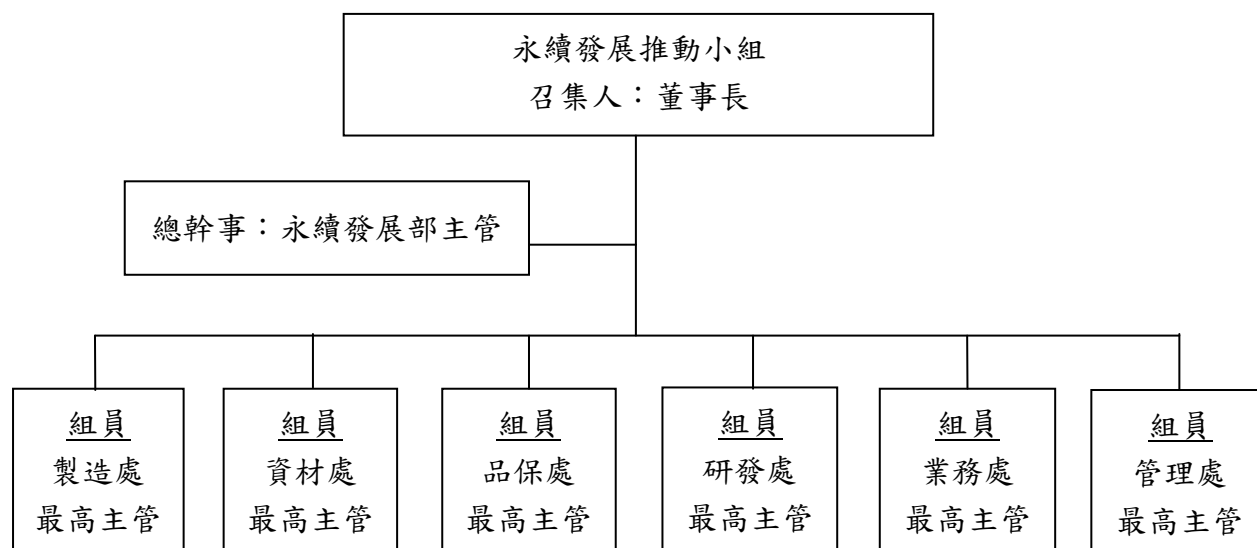 永續發展推動小組
召集人：董事長
總幹事：永續發展部主管
組員
製造處
最高主管
組員
資材處
最高主管
組員
品保處
最高主管
組員
研發處
最高主管
組員
業務處
最高主管
組員
管理處
最高主管